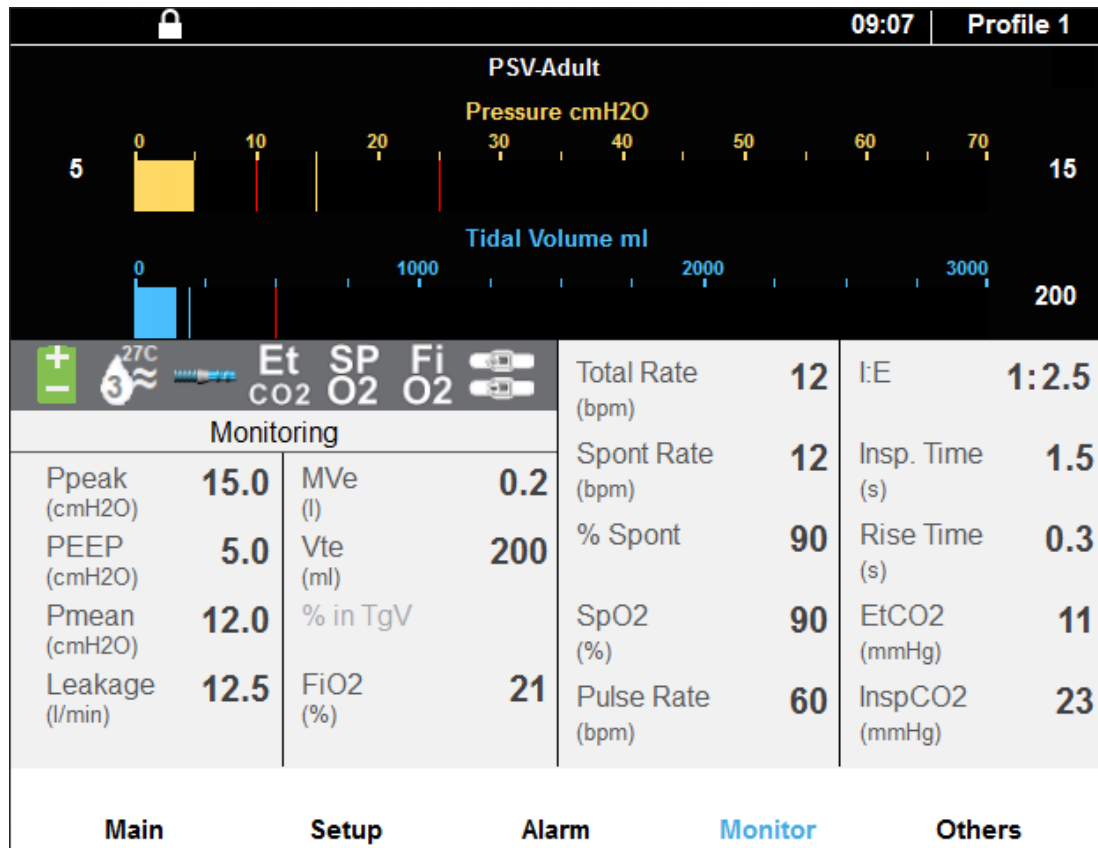 09:07 Profile 1
PSV-Adult
Pressure cmH2O
0 10 20 30 40 50 60 70
5 15
Tidal Volume ml
0 1000 2000 3000
200
27C
3
Et CO2
SP O2
Fi O2
Monitoring
Ppeak 15.0
(cmH2O)
PEEP 5.0
(cmH2O)
Pmean 12.0
(cmH2O)
Leakage 12.5
(l/min)
MVe 0.2
(l)
Vte 200
(ml)
% in TgV
FiO2 21
(%)
Total Rate 12
(bpm)
Spont Rate 12
(bpm)
% Spont 90
SpO2 90
(%)
Pulse Rate 60
(bpm)
I:E 1:2.5
Insp. Time 1.5
(s)
Rise Time 0.3
(s)
EtCO2 11
(mmHg)
InspCO2 23
(mmHg)
Main Setup Alarm Monitor Others